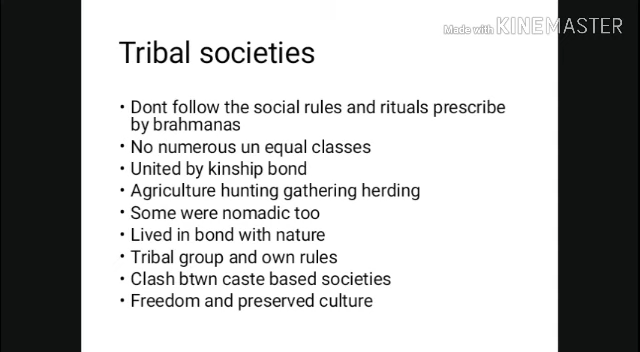 Made with KINEMASTER
Tribal societies
• Dont follow the social rules and rituals prescribe
by brahmanas
• No numerous un equal classes
• United by kinship bond
• Agriculture hunting gathering herding
• Some were nomadic too
• Lived in bond with nature
• Tribal group and own rules
• Clash btwn caste based societies
• Freedom and preserved culture